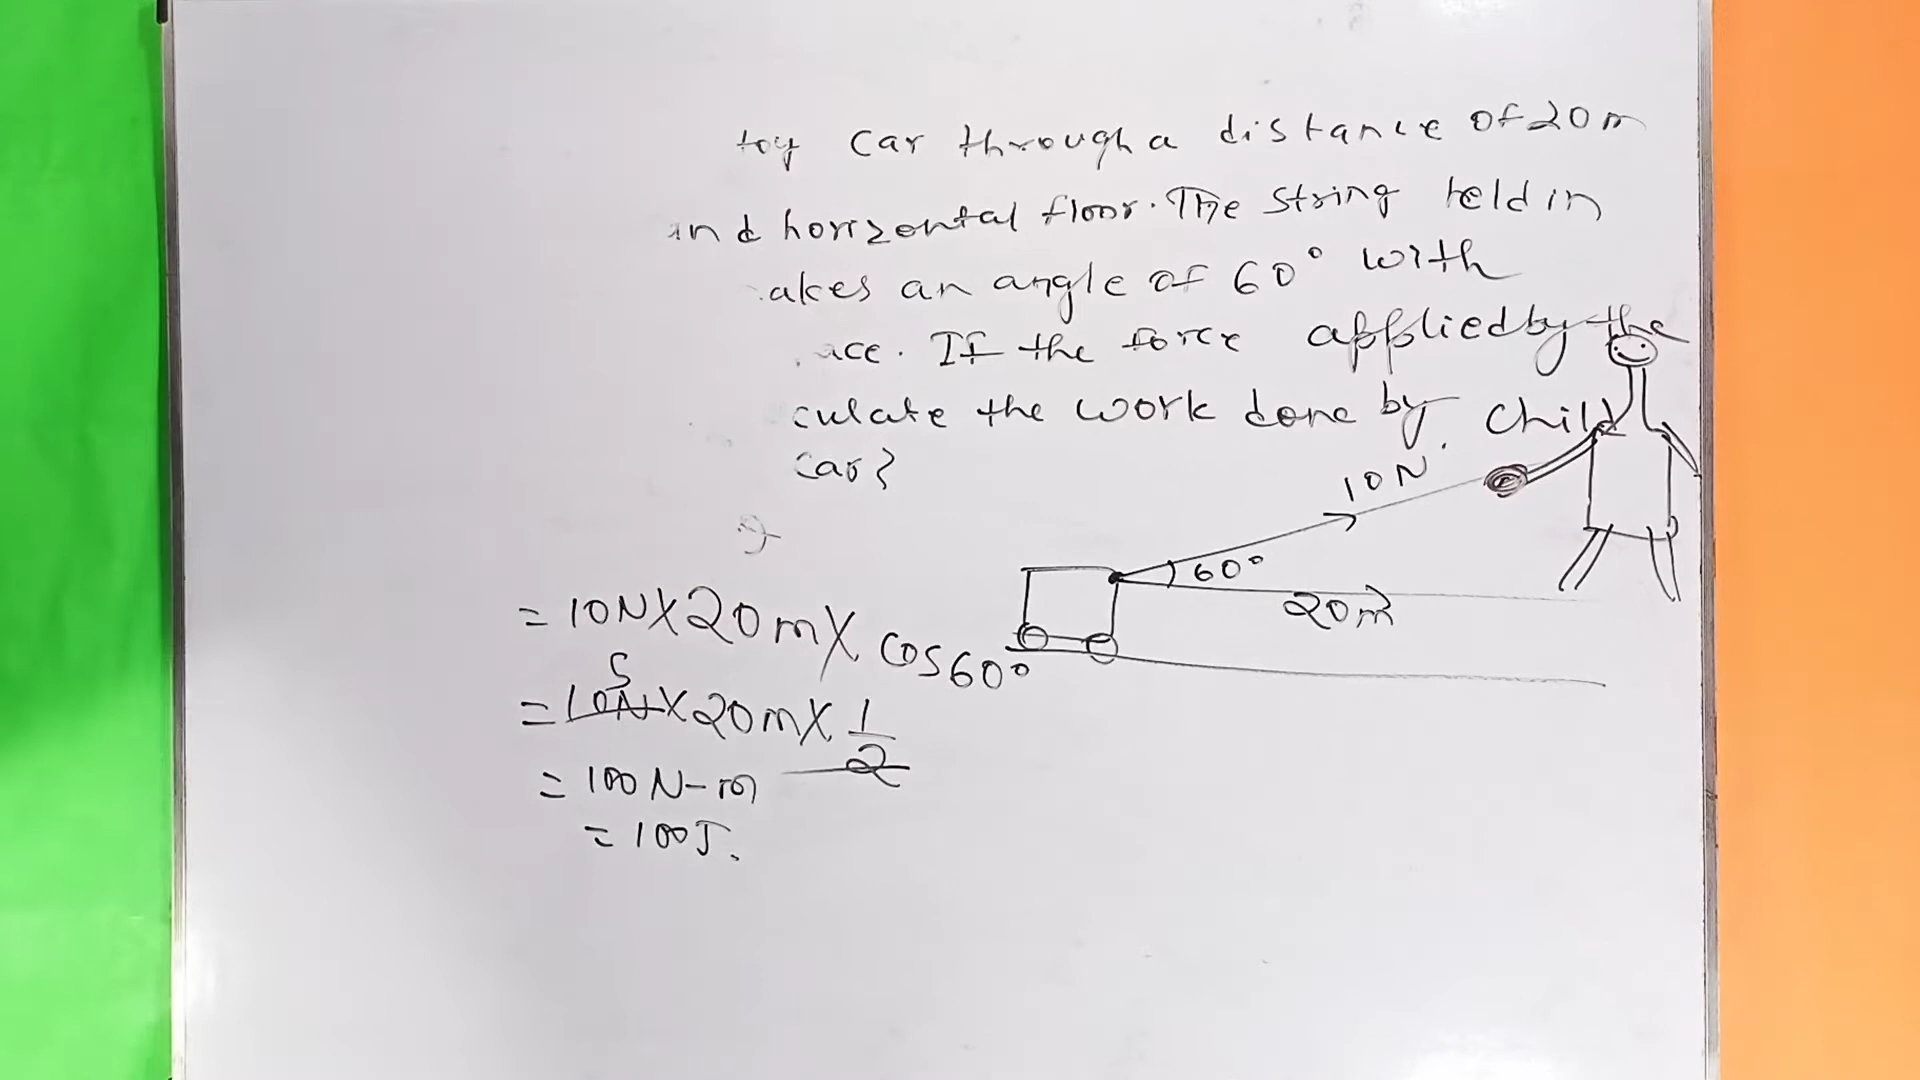 toy car through a distance of 20 m
and horizontal floor. The string held in
akes an angle of 60° with
ace. If the force applied by the
culate the work done by child
car?
10N
60°
20m
= 10N X 20m X cos60°
5
= 10N X 20m X 1/2
= 100 N-m
= 100J.